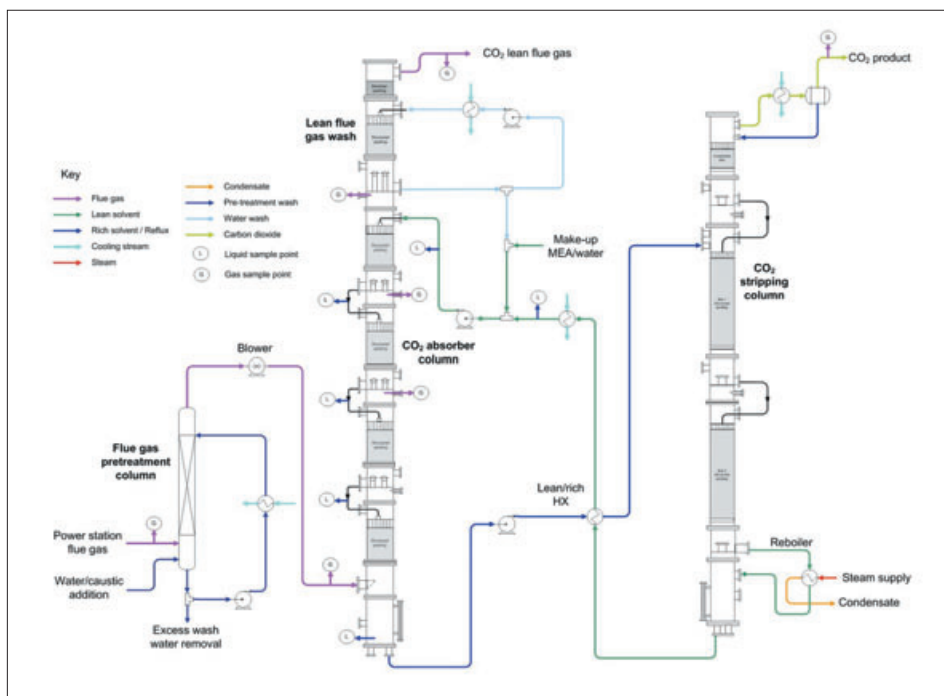 G
CO₂ lean flue gas
G
CO₂ product
Lean flue
gas wash
Key
Flue gas
Lean solvent
Rich solvent / Reflux
Cooling stream
Steam
Condensate
Pre-treatment wash
Water wash
Carbon dioxide
L
Liquid sample point
G
Gas sample point
G
L
Make-up
MEA/water
CO₂
stripping
column
L
G
L
CO₂ absorber
column
Blower
L
G
Flue gas
pretreatment
column
Lean/rich
HX
L
G
Power station
flue gas
G
Reboiler
Steam supply
Water/caustic
addition
Condensate
Excess wash
water removal
L